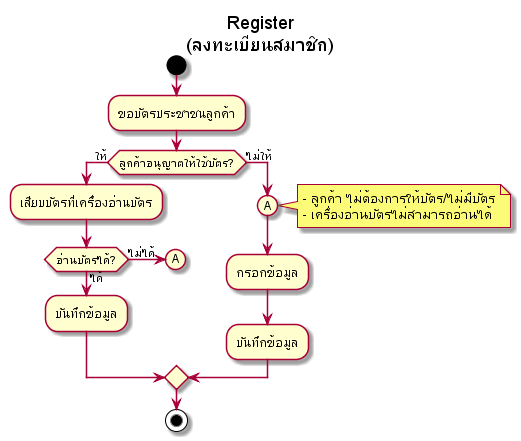 Register
(ลงทะเบียนสมาชิก)
ขอบัตรประชาชนลูกค้า
ให้
ลูกค้าอนุญาตให้ใช้บัตร?
ไม่ให้
เสียบบัตรที่เครื่องอ่านบัตร
A
- ลูกค้า ไม่ต้องการให้บัตร/ไม่มีบัตร
- เครื่องอ่านบัตรไม่สามารถอ่านได้
อ่านบัตรได้?
ไม่ได้
A
ได้
กรอกข้อมูล
บันทึกข้อมูล
บันทึกข้อมูล